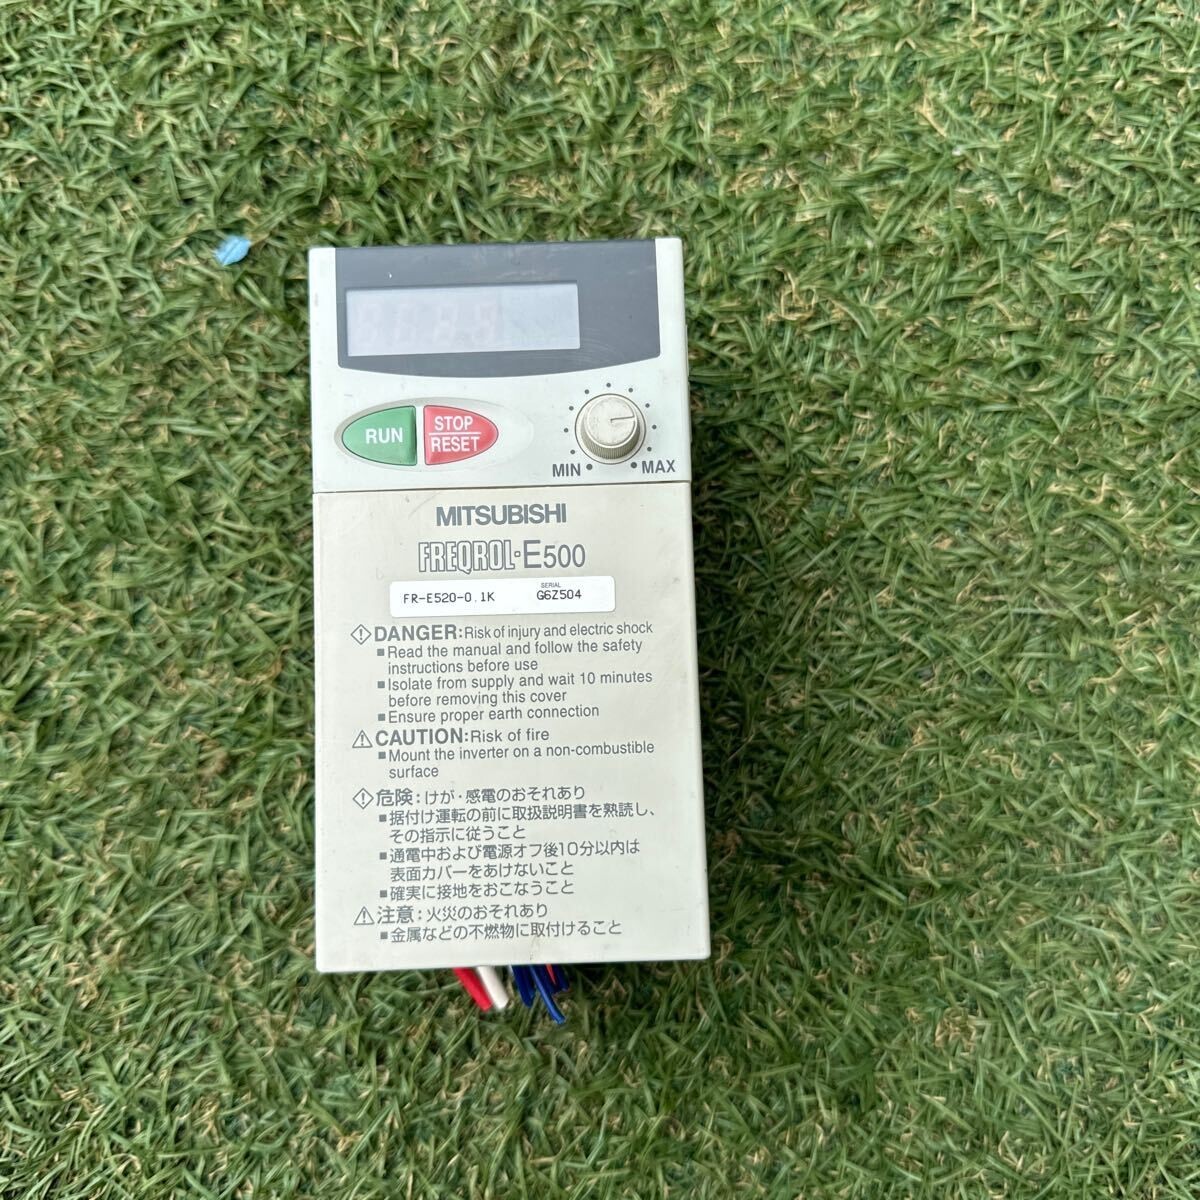 RUN
STOP
RESET
MIN
MAX
MITSUBISHI
FREQROL-E500
SERIAL
FR-E520-0.1K G6Z504
DANGER: Risk of injury and electric shock
■ Read the manual and follow the safety
instructions before use
■ Isolate from supply and wait 10 minutes
before removing this cover
■ Ensure proper earth connection
CAUTION: Risk of fire
■ Mount the inverter on a non-combustible
surface
危険：けが・感電のおそれあり
■ 据付け運転の前に取扱説明書を熟読し、
その指示に従うこと
■ 通電中および電源オフ後10分以内は
表面カバーをあけないこと
■ 確実に接地をおこなうこと
注意：火災のおそれあり
■ 金属などの不燃物に取付けること